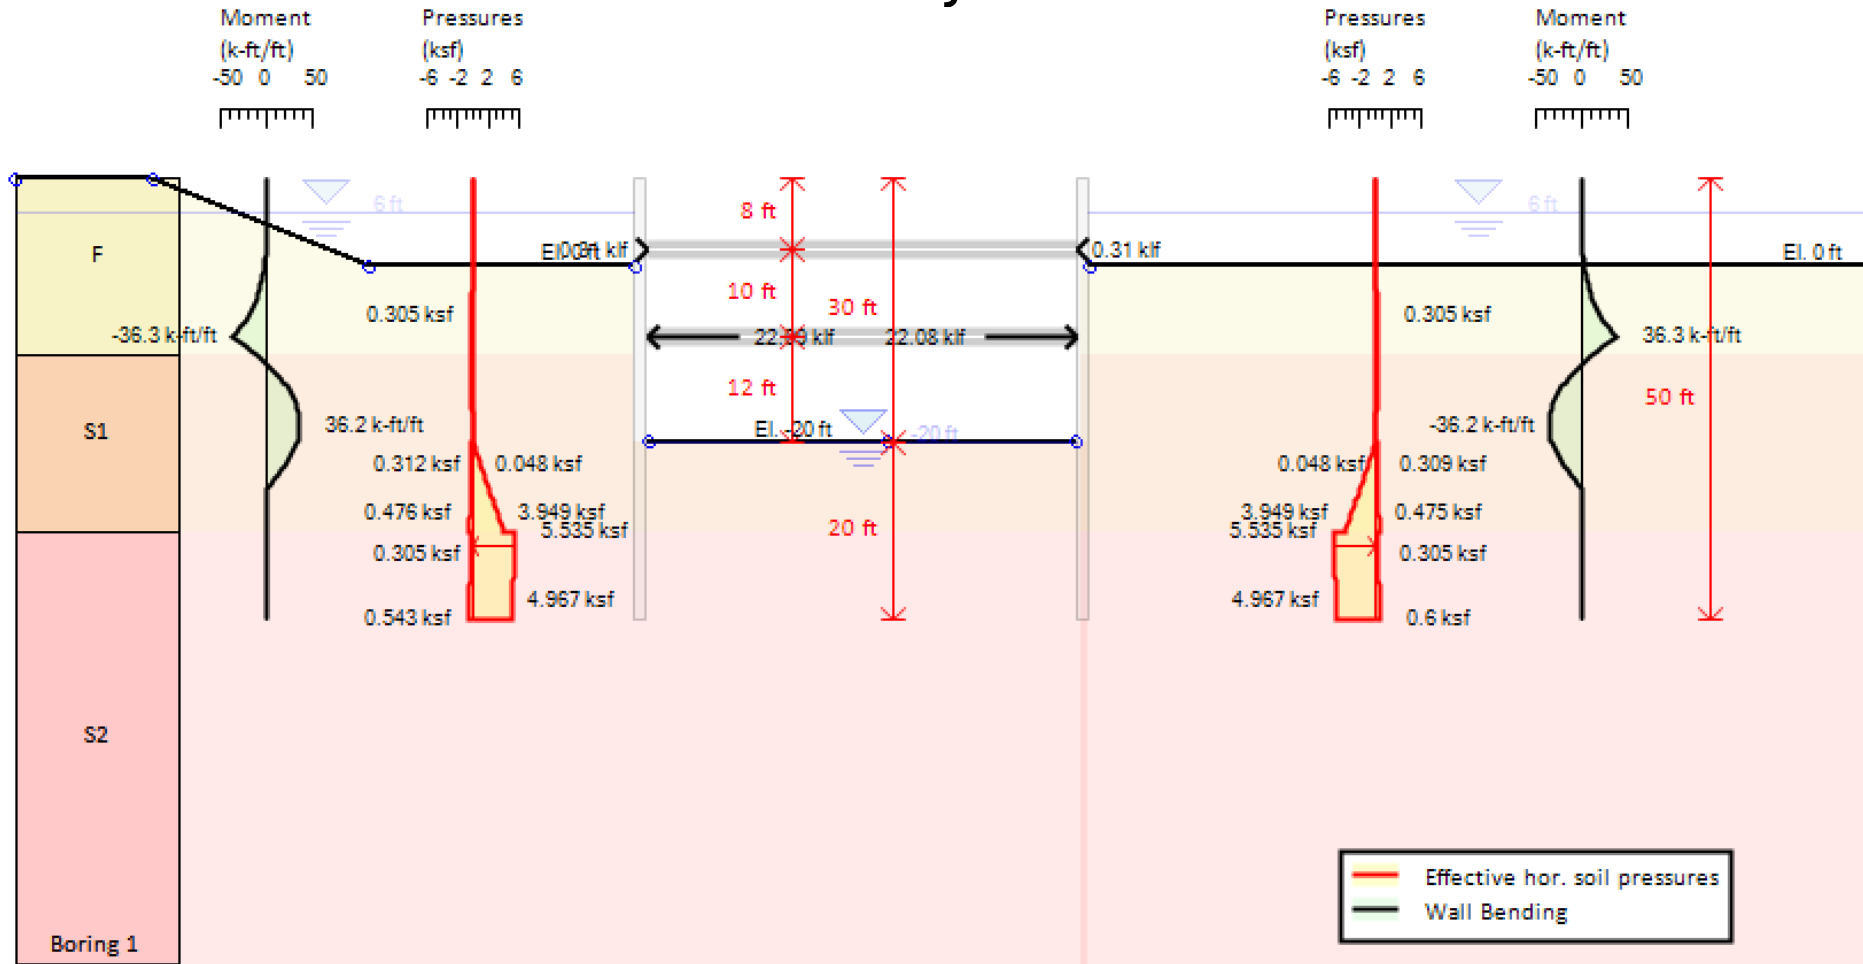 Moment
(k-ft/ft)
-50 0 50
Pressures
(ksf)
-6 -2 2 6
Pressures
(ksf)
-6 -2 2 6
Moment
(k-ft/ft)
-50 0 50
6 ft
8 ft
6 ft
F
El. 0 ft
klf
0.31 klf
El. 0 ft
10 ft
30 ft
0.305 ksf
0.305 ksf
-36.3 k-ft/ft
klf
22.08 klf
36.3 k-ft/ft
12 ft
50 ft
S1
36.2 k-ft/ft
El. -20 ft
-20 ft
-36.2 k-ft/ft
0.312 ksf
0.048 ksf
0.048 ksf
0.309 ksf
0.476 ksf
3.949 ksf
3.949 ksf
0.475 ksf
5.535 ksf
20 ft
5.535 ksf
0.305 ksf
0.305 ksf
4.967 ksf
4.967 ksf
0.543 ksf
0.6 ksf
S2
Effective hor. soil pressures
Wall Bending
Boring 1